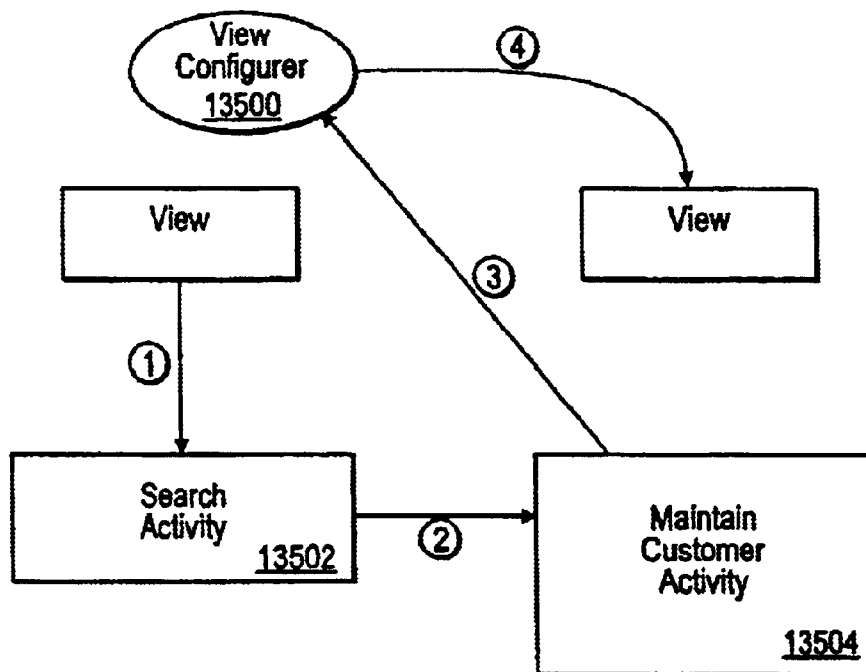 View
Configurer
13500
4
View
View
3
1
Search
Activity
13502
2
Maintain
Customer
Activity
13504